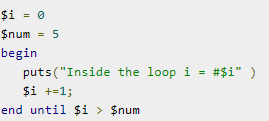 $i = 0
$num = 5
begin
   puts("Inside the loop i = #$i" )
   $i +=1;
end until $i > $num